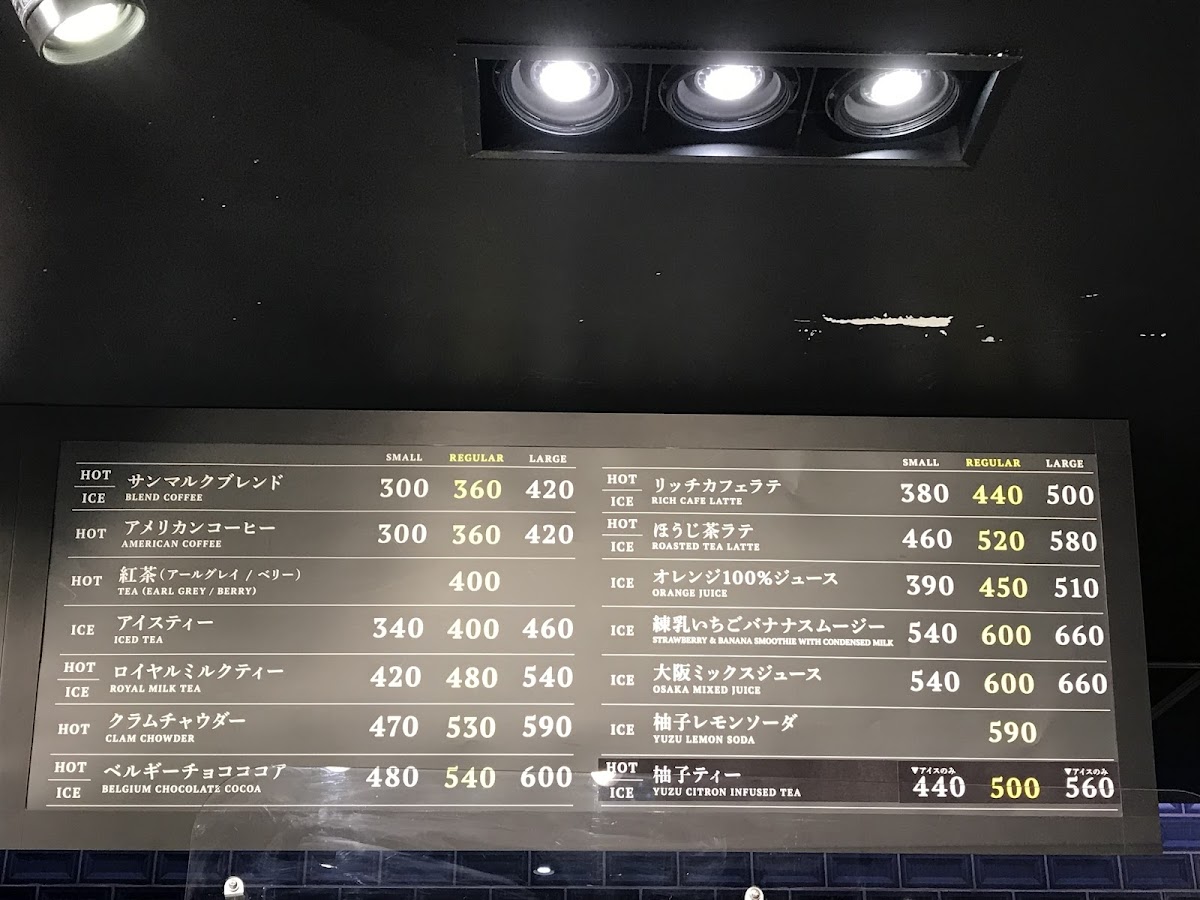 SMALL REGULAR LARGE
HOT ICE サンマルクブレンド 300 360 420
BLEND COFFEE
HOT アメリカンコーヒー 300 360 420
AMERICAN COFFEE
HOT 紅茶(アールグレイ / ベリー) 400
TEA (EARL GREY / BERRY)
ICE アイスティー 340 400 460
ICED TEA
HOT ICE ロイヤルミルクティー 420 480 540
ROYAL MILK TEA
HOT クラムチャウダー 470 530 590
CLAM CHOWDER
HOT ICE ベルギーチョコココア 480 540 600
BELGIUM CHOCOLATE COCOA
SMALL REGULAR LARGE
HOT ICE リッチカフェラテ 380 440 500
RICH CAFE LATTE
HOT ICE ほうじ茶ラテ 460 520 580
ROASTED TEA LATTE
ICE オレンジ100%ジュース 390 450 510
ORANGE JUICE
ICE 練乳いちごバナナスムージー 540 600 660
STRAWBERRY & BANANA SMOOTHIE WITH CONDENSED MILK
ICE 大阪ミックスジュース 540 600 660
OSAKA MIXED JUICE
ICE 柚子レモンソーダ 590
YUZU LEMON SODA
▼アイスのみ ▼アイスのみ
HOT ICE 柚子ティー 440 500 560
YUZU CITRON INFUSED TEA